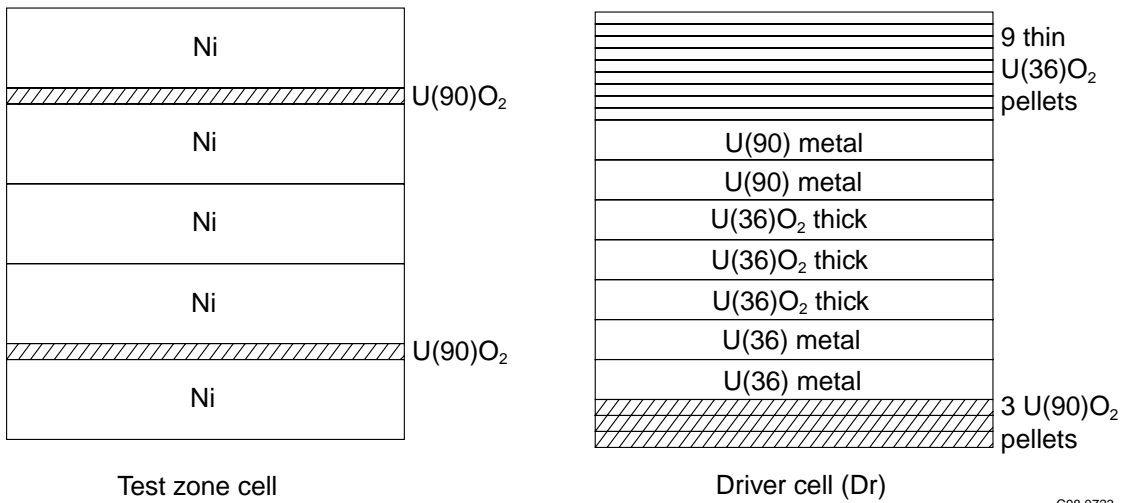 Ni
U(90)O₂
Ni
Ni
Ni
U(90)O₂
Ni
Test zone cell
9 thin
U(36)O₂
pellets
U(90) metal
U(90) metal
U(36)O₂ thick
U(36)O₂ thick
U(36)O₂ thick
U(36) metal
U(36) metal
3 U(90)O₂
pellets
Driver cell (Dr)